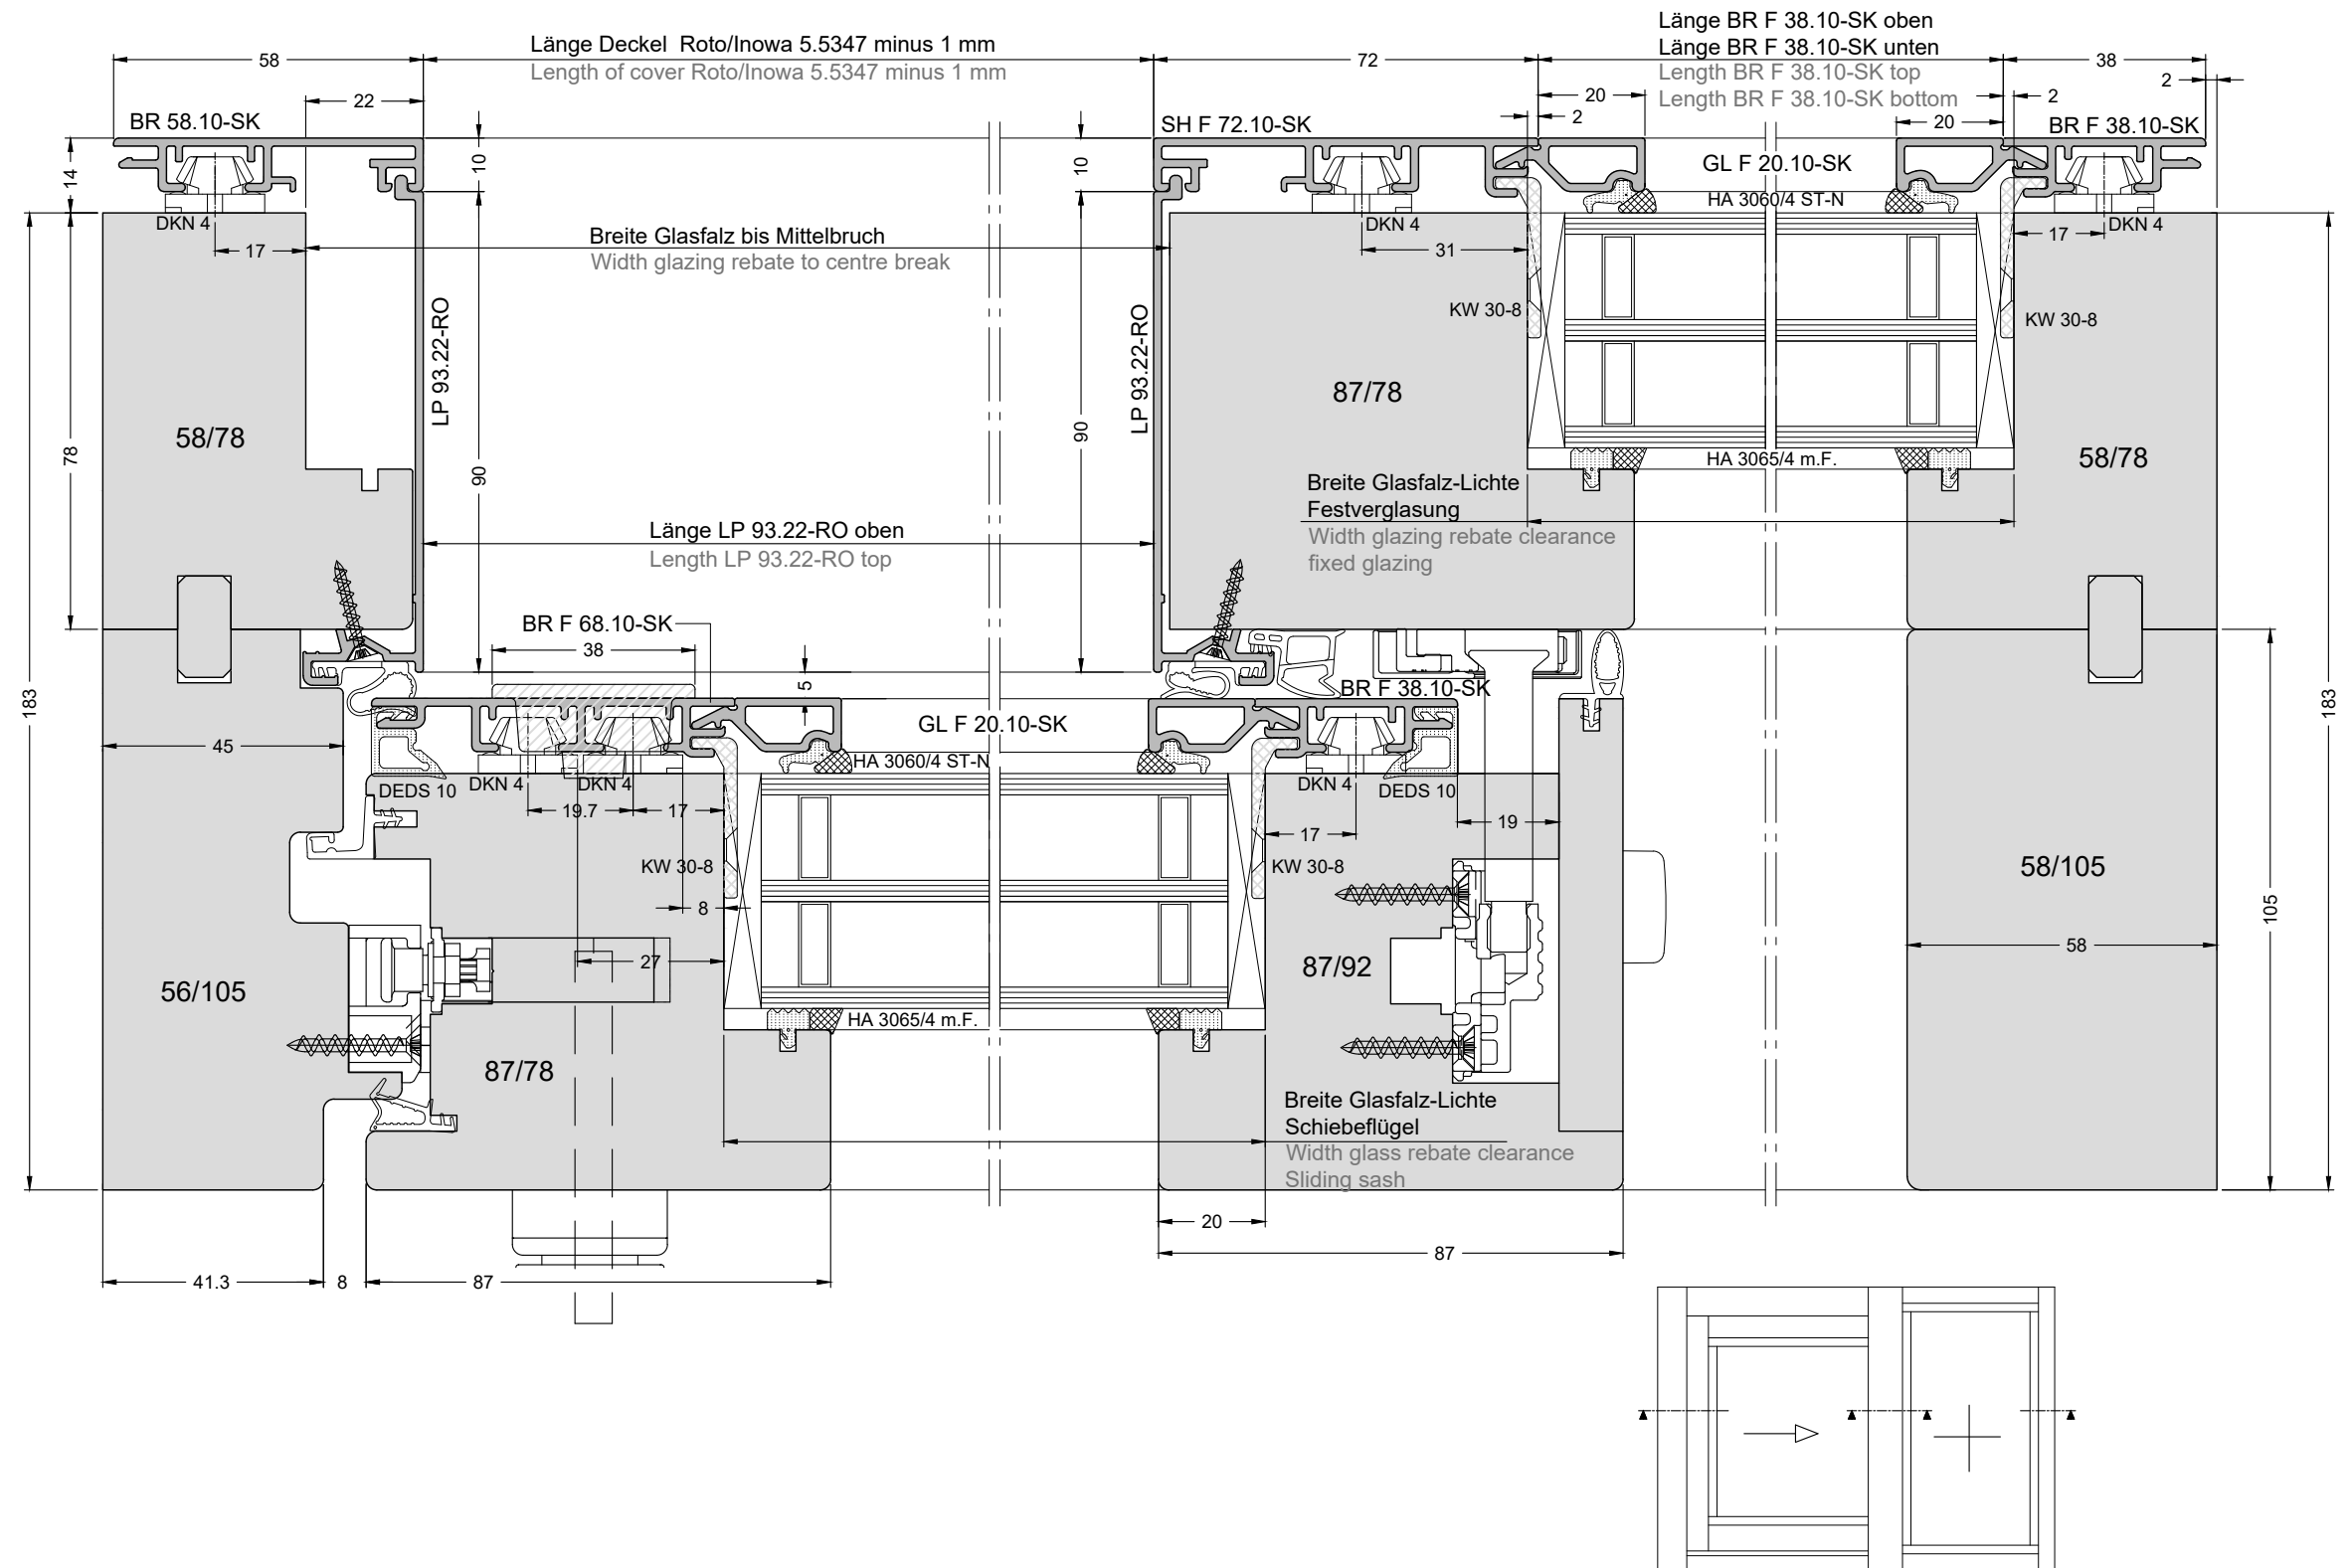 Länge BR F 38.10-SK oben
Länge BR F 38.10-SK unten
Length BR F 38.10-SK top
Length BR F 38.10-SK bottom
Länge Deckel Roto/Inowa 5.5347 minus 1 mm
Length of cover Roto/Inowa 5.5347 minus 1 mm
58
72
38
2
22
20
2
2
20
BR 58.10-SK
SH F 72.10-SK
BR F 38.10-SK
14
10
10
GL F 20.10-SK
HA 3060/4 ST-N
DKN 4
DKN 4
DKN 4
17
Breite Glasfalz bis Mittelbruch
Width glazing rebate to centre break
31
17
LP 93.22-RO
LP 93.22-RO
KW 30-8
KW 30-8
58/78
78
90
90
87/78
58/78
HA 3065/4 m.F.
Breite Glasfalz-Lichte
Festverglasung
Width glazing rebate clearance
fixed glazing
Länge LP 93.22-RO oben
Length LP 93.22-RO top
BR F 68.10-SK
38
5
BR F 38.10-SK
183
183
45
GL F 20.10-SK
HA 3060/4 ST-N
DEDS 10
DKN 4
DKN 4
DKN 4
DEDS 10
19.7
17
17
19
KW 30-8
KW 30-8
8
58/105
105
58
27
87/92
56/105
HA 3065/4 m.F.
87/78
Breite Glasfalz-Lichte
Schiebeflügel
Width glass rebate clearance
Sliding sash
20
87
41.3
8
87